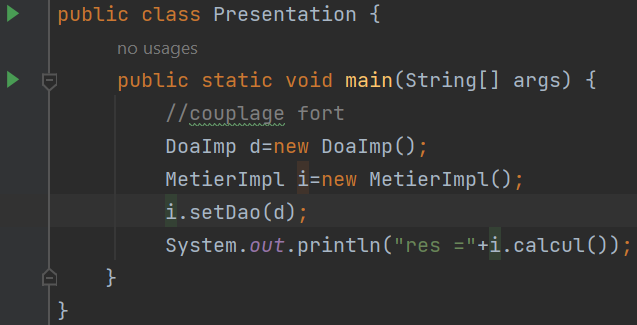 public class Presentation {
no usages
public static void main(String[] args) {
//couplage fort
DoaImp d=new DoaImp();
MetierImpl i=new MetierImpl();
i.setDao(d);
System.out.println("res ="+i.calcul());
}
}